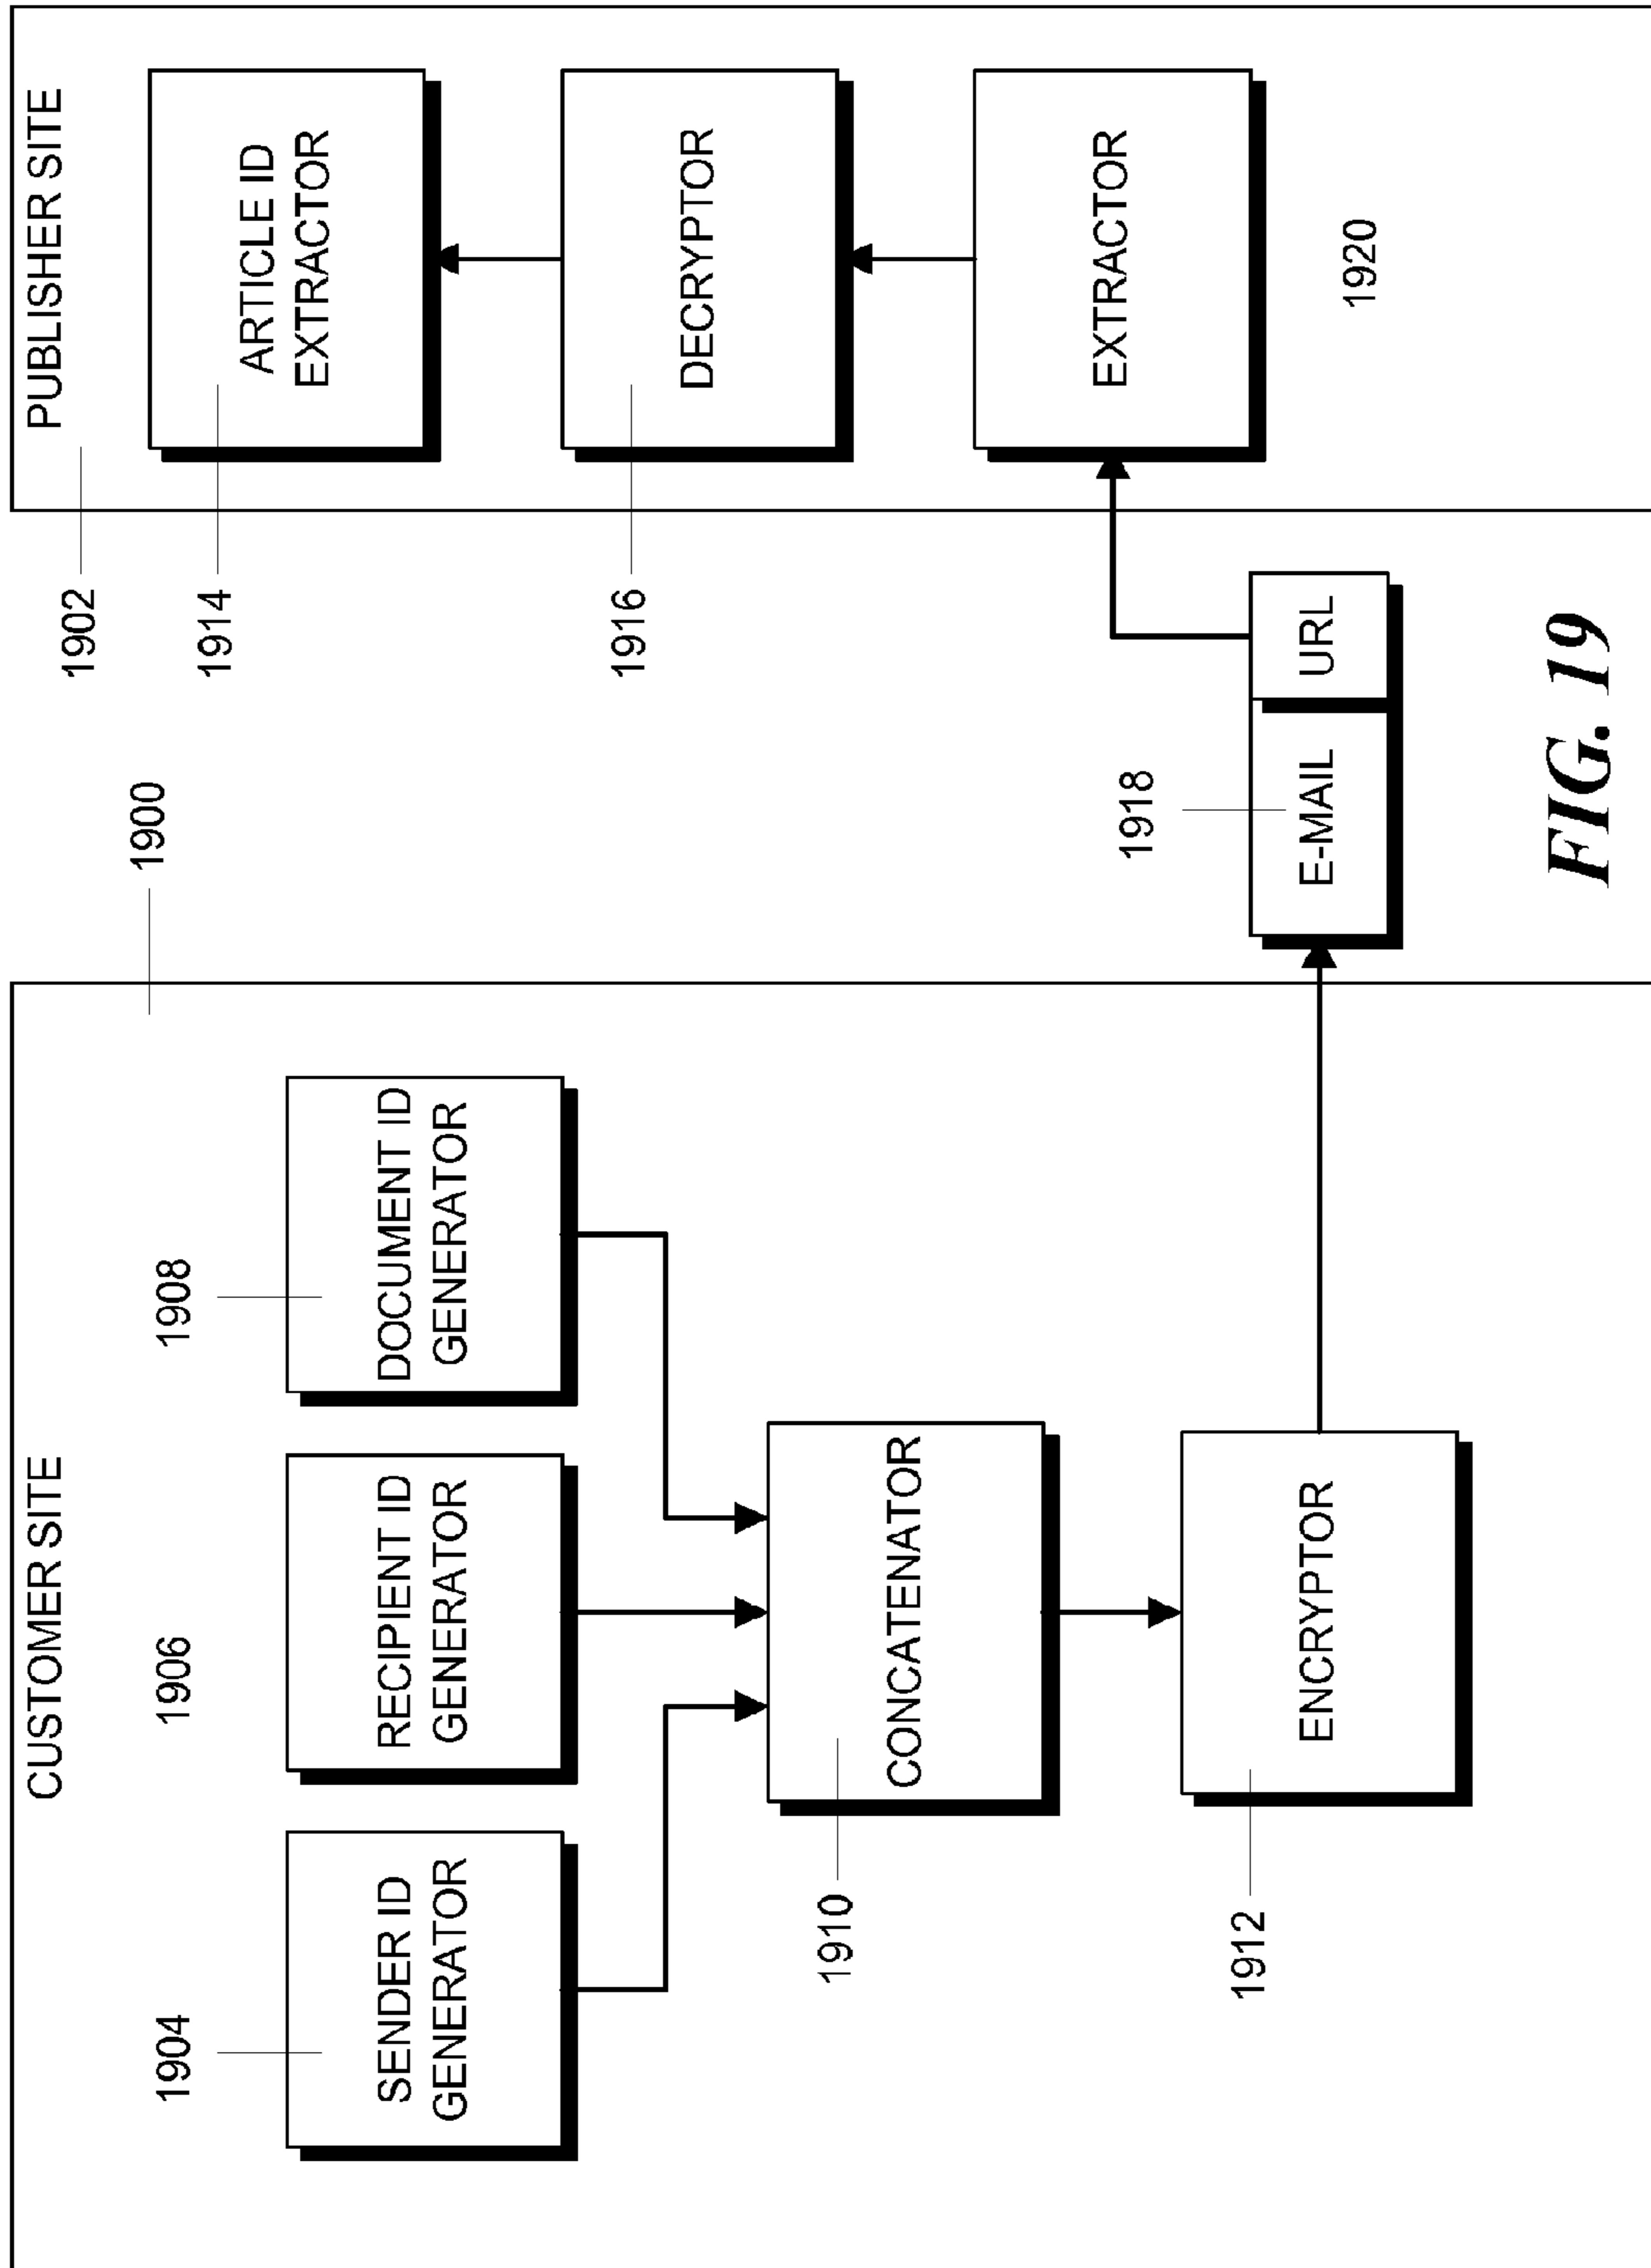 CUSTOMER SITE
1900
1904
1906
1908
SENDER ID
GENERATOR
RECIPIENT ID
GENERATOR
DOCUMENT ID
GENERATOR
1910
CONCATENATOR
1912
ENCRYPTOR
1918
E-MAIL
URL
PUBLISHER SITE
1902
1914
ARTICLE ID
EXTRACTOR
1916
DECRYPTOR
EXTRACTOR
1920
FIG. 19